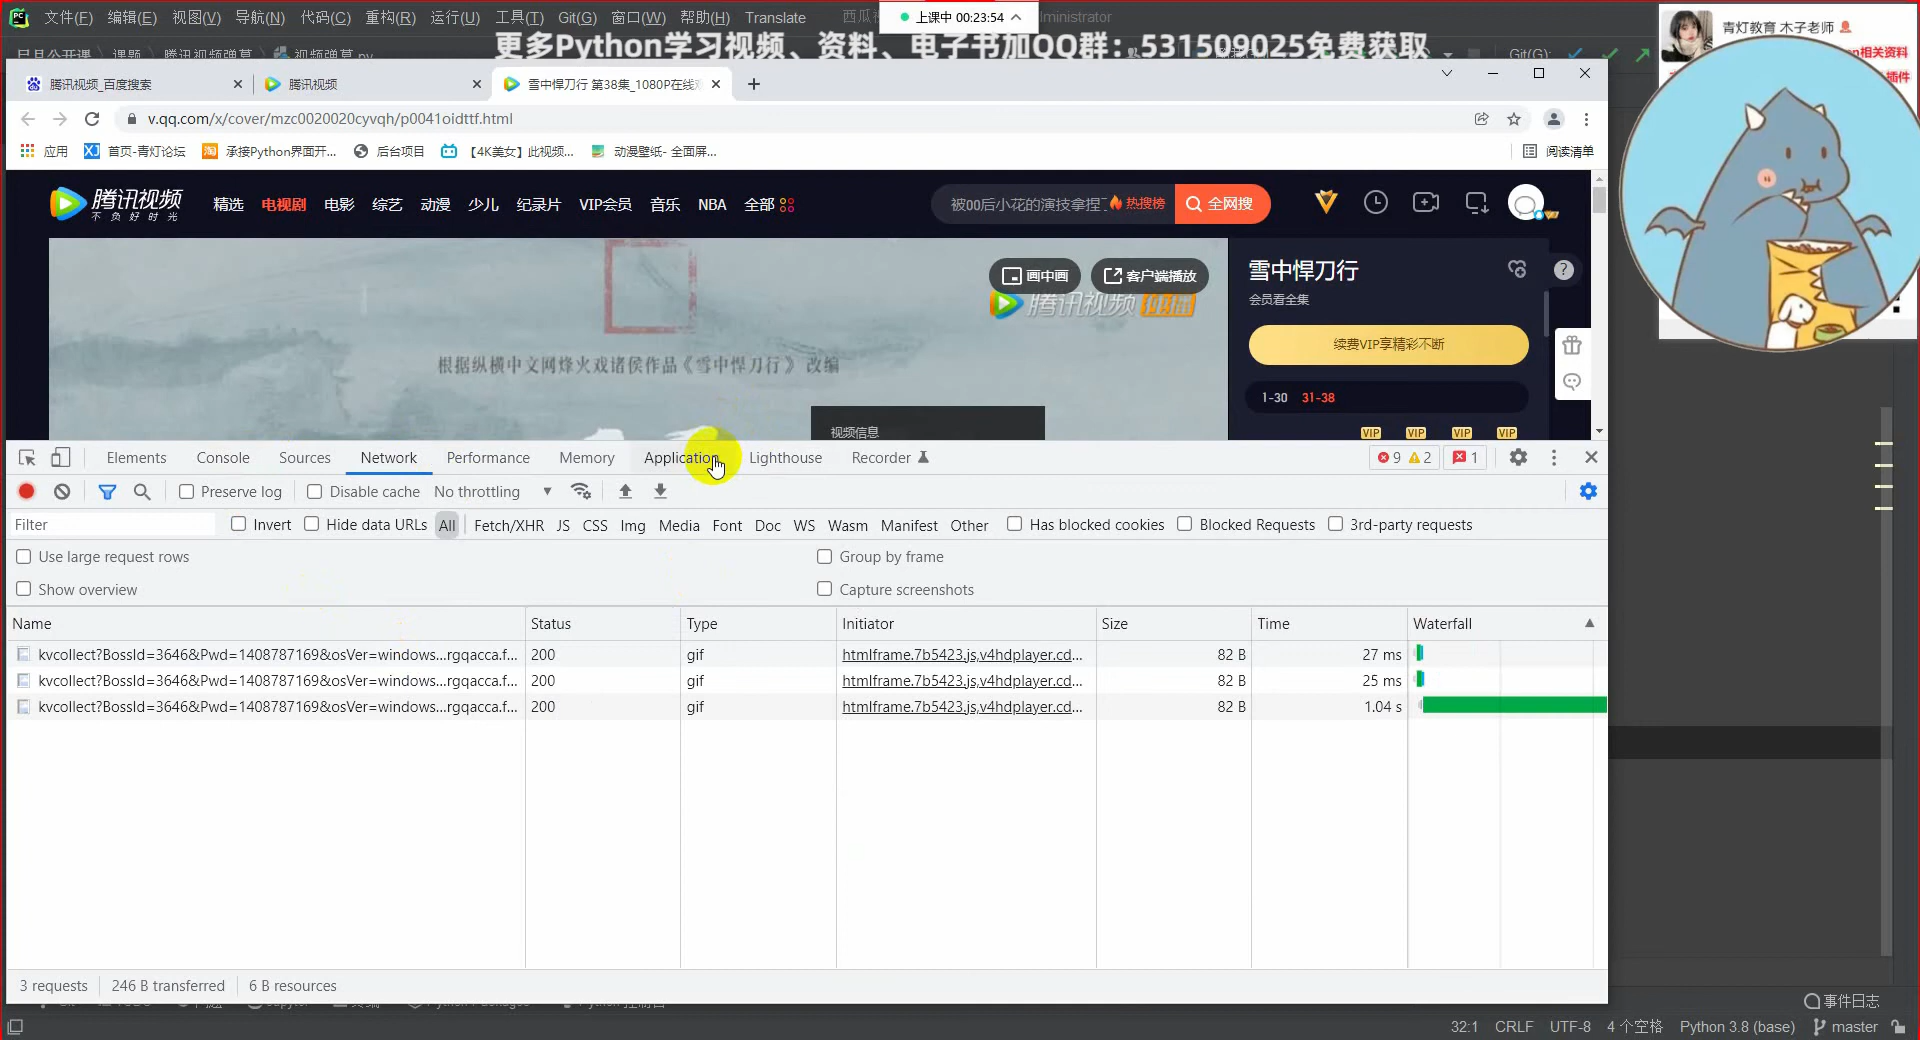 文件(F) 编辑(E) 视图(V) 导航(N) 代码(C) 重构(R) 运行(U) 工具(T) Git(G) 窗口(W) 帮助(H) Translate
上课中 00:23:54
青灯教育 木子老师
更多Python学习视频、资料、电子书加QQ群：531509025免费获取
Git(G):
腾讯视频_百度搜索
腾讯视频
雪中悍刀行 第38集_1080P在线
v.qq.com/x/cover/mzc0020020cyvqh/p0041oidttf.html
应用 首页-青灯论坛 承接Python界面开... 后台项目 【4K美女】此视频... 动漫壁纸- 全面屏... 阅读清单
腾讯视频
不负好时光
精选 电视剧 电影 综艺 动漫 少儿 纪录片 VIP会员 音乐 NBA 全部
被00后小花的演技拿捏 热搜榜 全网搜
画中画 客户端播放
腾讯视频
雪中悍刀行
会员看全集
续费VIP享精彩不断
根据纵横中文网烽火戏诸侯作品《雪中悍刀行》改编
1-30 31-38
视频信息
VIP VIP VIP VIP
Elements Console Sources Network Performance Memory Application Lighthouse Recorder 9 2 1
Preserve log Disable cache No throttling
Filter Invert Hide data URLs All Fetch/XHR JS CSS Img Media Font Doc WS Wasm Manifest Other Has blocked cookies Blocked Requests 3rd-party requests
Use large request rows Group by frame
Show overview Capture screenshots
Name Status Type Initiator Size Time Waterfall
kvcollect?BossId=3646&Pwd=1408787169&osVer=windows...rgqacca.f... 200 gif htmlframe.7b5423.js,v4hdplayer.cd... 82 B 27 ms
kvcollect?BossId=3646&Pwd=1408787169&osVer=windows...rgqacca.f... 200 gif htmlframe.7b5423.js,v4hdplayer.cd... 82 B 25 ms
kvcollect?BossId=3646&Pwd=1408787169&osVer=windows...rgqacca.f... 200 gif htmlframe.7b5423.js,v4hdplayer.cd... 82 B 1.04 s
3 requests 246 B transferred 6 B resources
事件日志
32:1 CRLF UTF-8 4 个空格 Python 3.8 (base) master